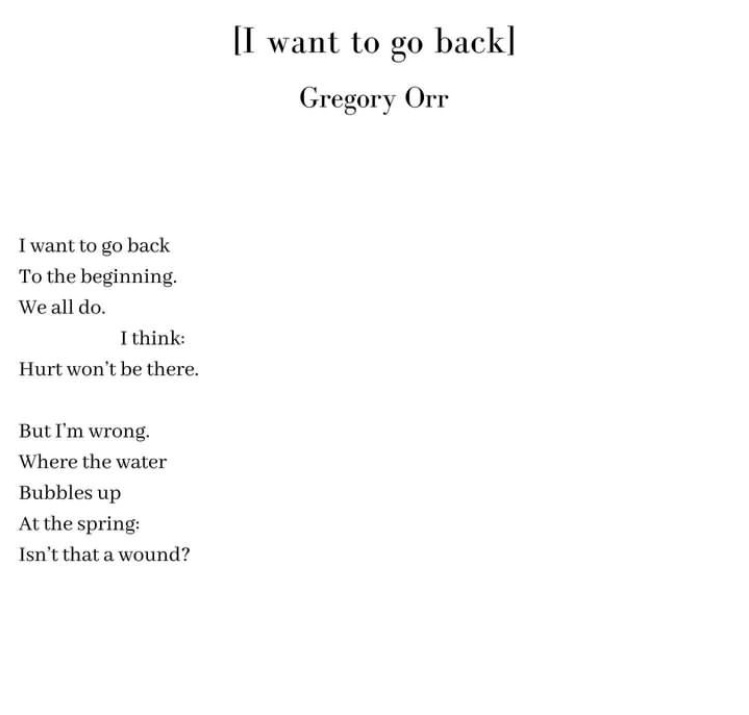 [I want to go back]
Gregory Orr
I want to go back
To the beginning.
We all do.
I think:
Hurt won’t be there.
But I’m wrong.
Where the water
Bubbles up
At the spring:
Isn’t that a wound?